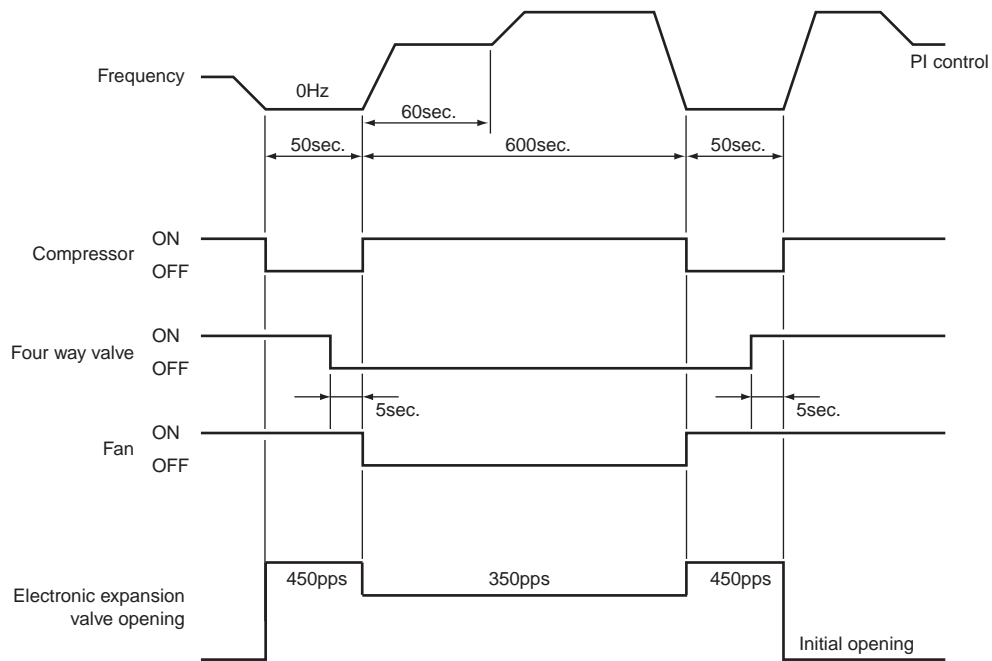 Frequency
0Hz
PI control
60sec.
50sec.
600sec.
50sec.
Compressor
ON
OFF
Four way valve
ON
OFF
5sec.
5sec.
Fan
ON
OFF
Electronic expansion
valve opening
450pps
350pps
450pps
Initial opening